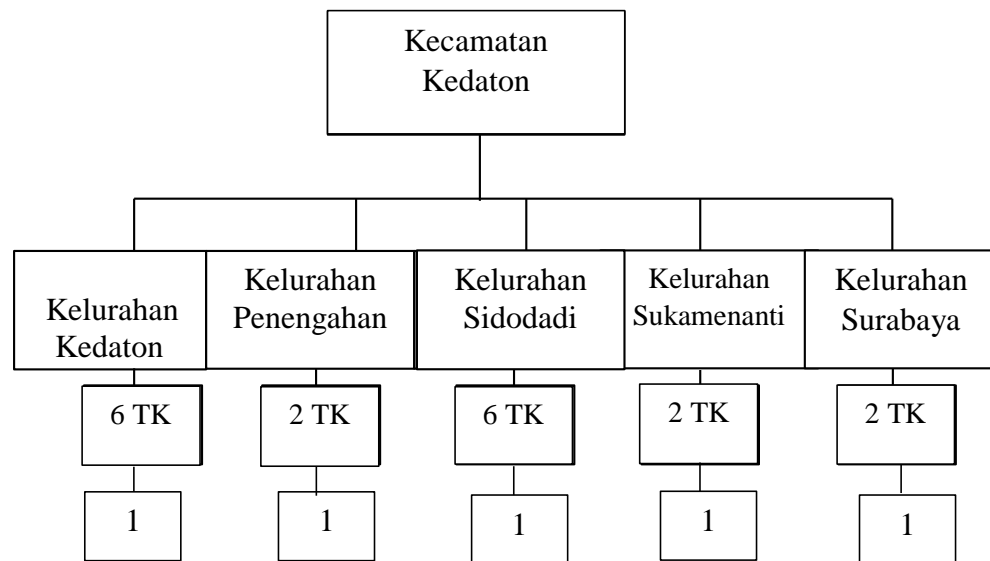 Kecamatan
Kedaton
Kelurahan
Kedaton
Kelurahan
Penengahan
Kelurahan
Sidodadi
Kelurahan
Sukamenanti
Kelurahan
Surabaya
6 TK
2 TK
6 TK
2 TK
2 TK
1
1
1
1
1